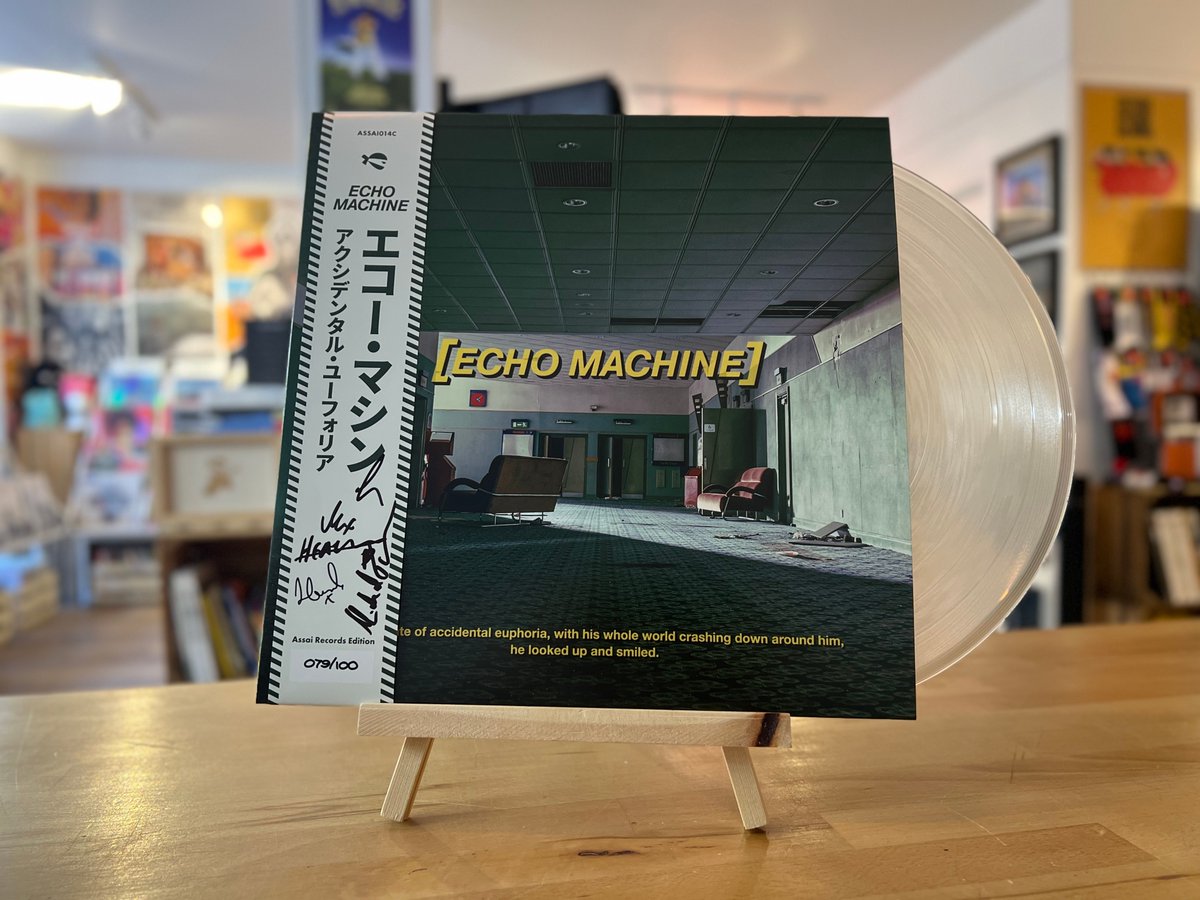 ASSAI014C
ECHO
MACHINE
エコー・マシン
アクシデンタル・ユーフォリア
Assai Records Edition
079/100
[ECHO MACHINE]
te of accidental euphoria, with his whole world crashing down around him,
he looked up and smiled.